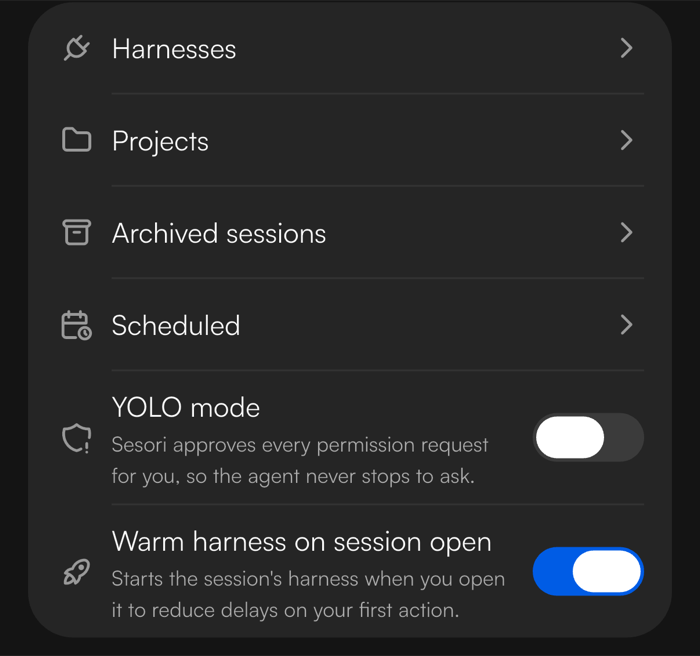 Harnesses
Projects
Archived sessions
Scheduled
YOLO mode
Sesori approves every permission request
for you, so the agent never stops to ask.
Warm harness on session open
Starts the session's harness when you open
it to reduce delays on your first action.